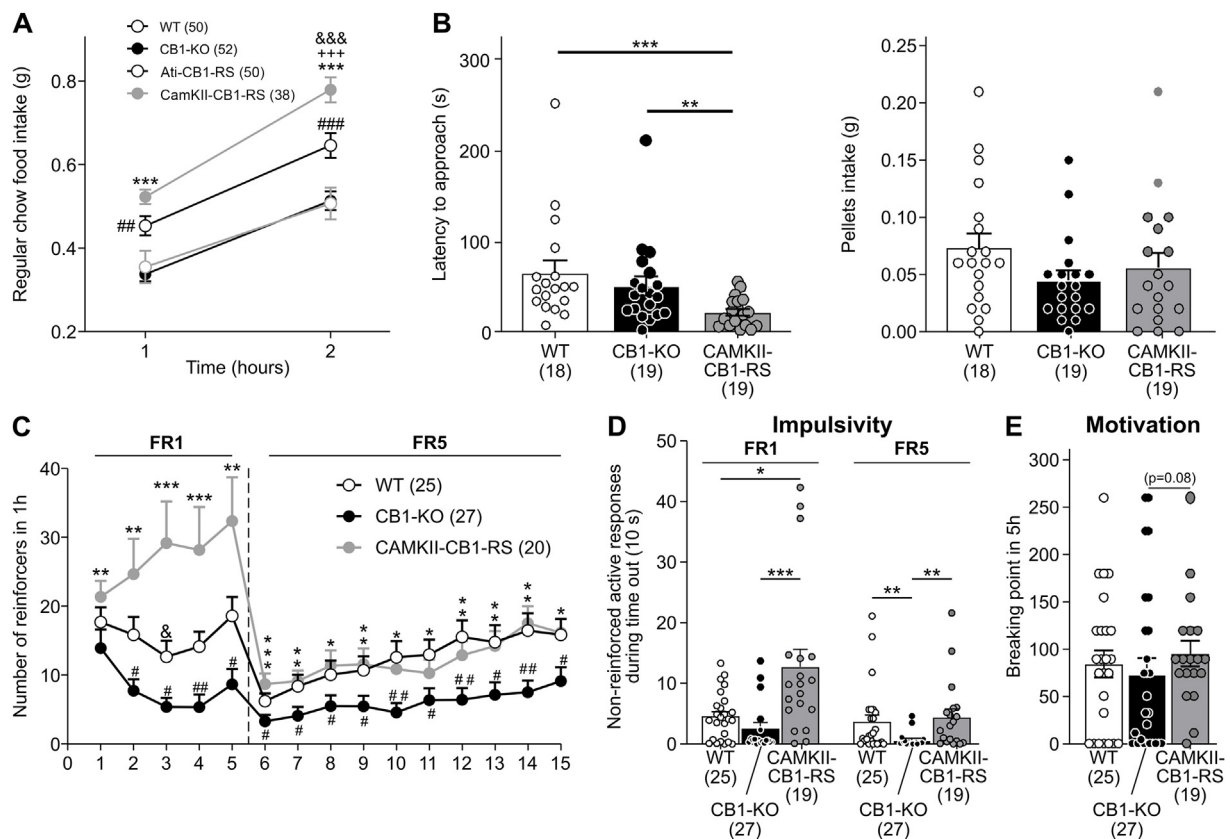 A
WT (50)
CB1-KO (52)
Ati-CB1-RS (50)
CamKII-CB1-RS (38)
Regular chow food intake (g)
0.8
0.6
0.4
0.2
***
##
&&&
+++
***
###
1
2
Time (hours)
B
Latency to approach (s)
300
200
100
0
***
**
WT
(18)
CB1-KO
(19)
CAMKII-
CB1-RS
(19)
Pellets intake (g)
0.25
0.20
0.15
0.10
0.05
0.00
WT
(18)
CB1-KO
(19)
CAMKII-
CB1-RS
(19)
C
FR1
FR5
Number of reinforcers in 1h
40
30
20
10
0
WT (25)
CB1-KO (27)
CAMKII-CB1-RS (20)
** ** *** *** **
&
# # ## #
*** ** * ** * * ** ** ** *
# # # # ## # ## # ## #
0 1 2 3 4 5 6 7 8 9 10 11 12 13 14 15
D
Impulsivity
FR1
FR5
Non-reinforced active responses
during time out (10 s)
50
40
30
20
10
0
*
***
**
**
WT
(25)
CB1-KO
(27)
CAMKII-
CB1-RS
(19)
WT
(25)
CB1-KO
(27)
CAMKII-
CB1-RS
(19)
E
Motivation
Breaking point in 5h
300
250
200
150
100
50
0
(p=0.08)
WT
(25)
CB1-KO
(27)
CAMKII-
CB1-RS
(19)